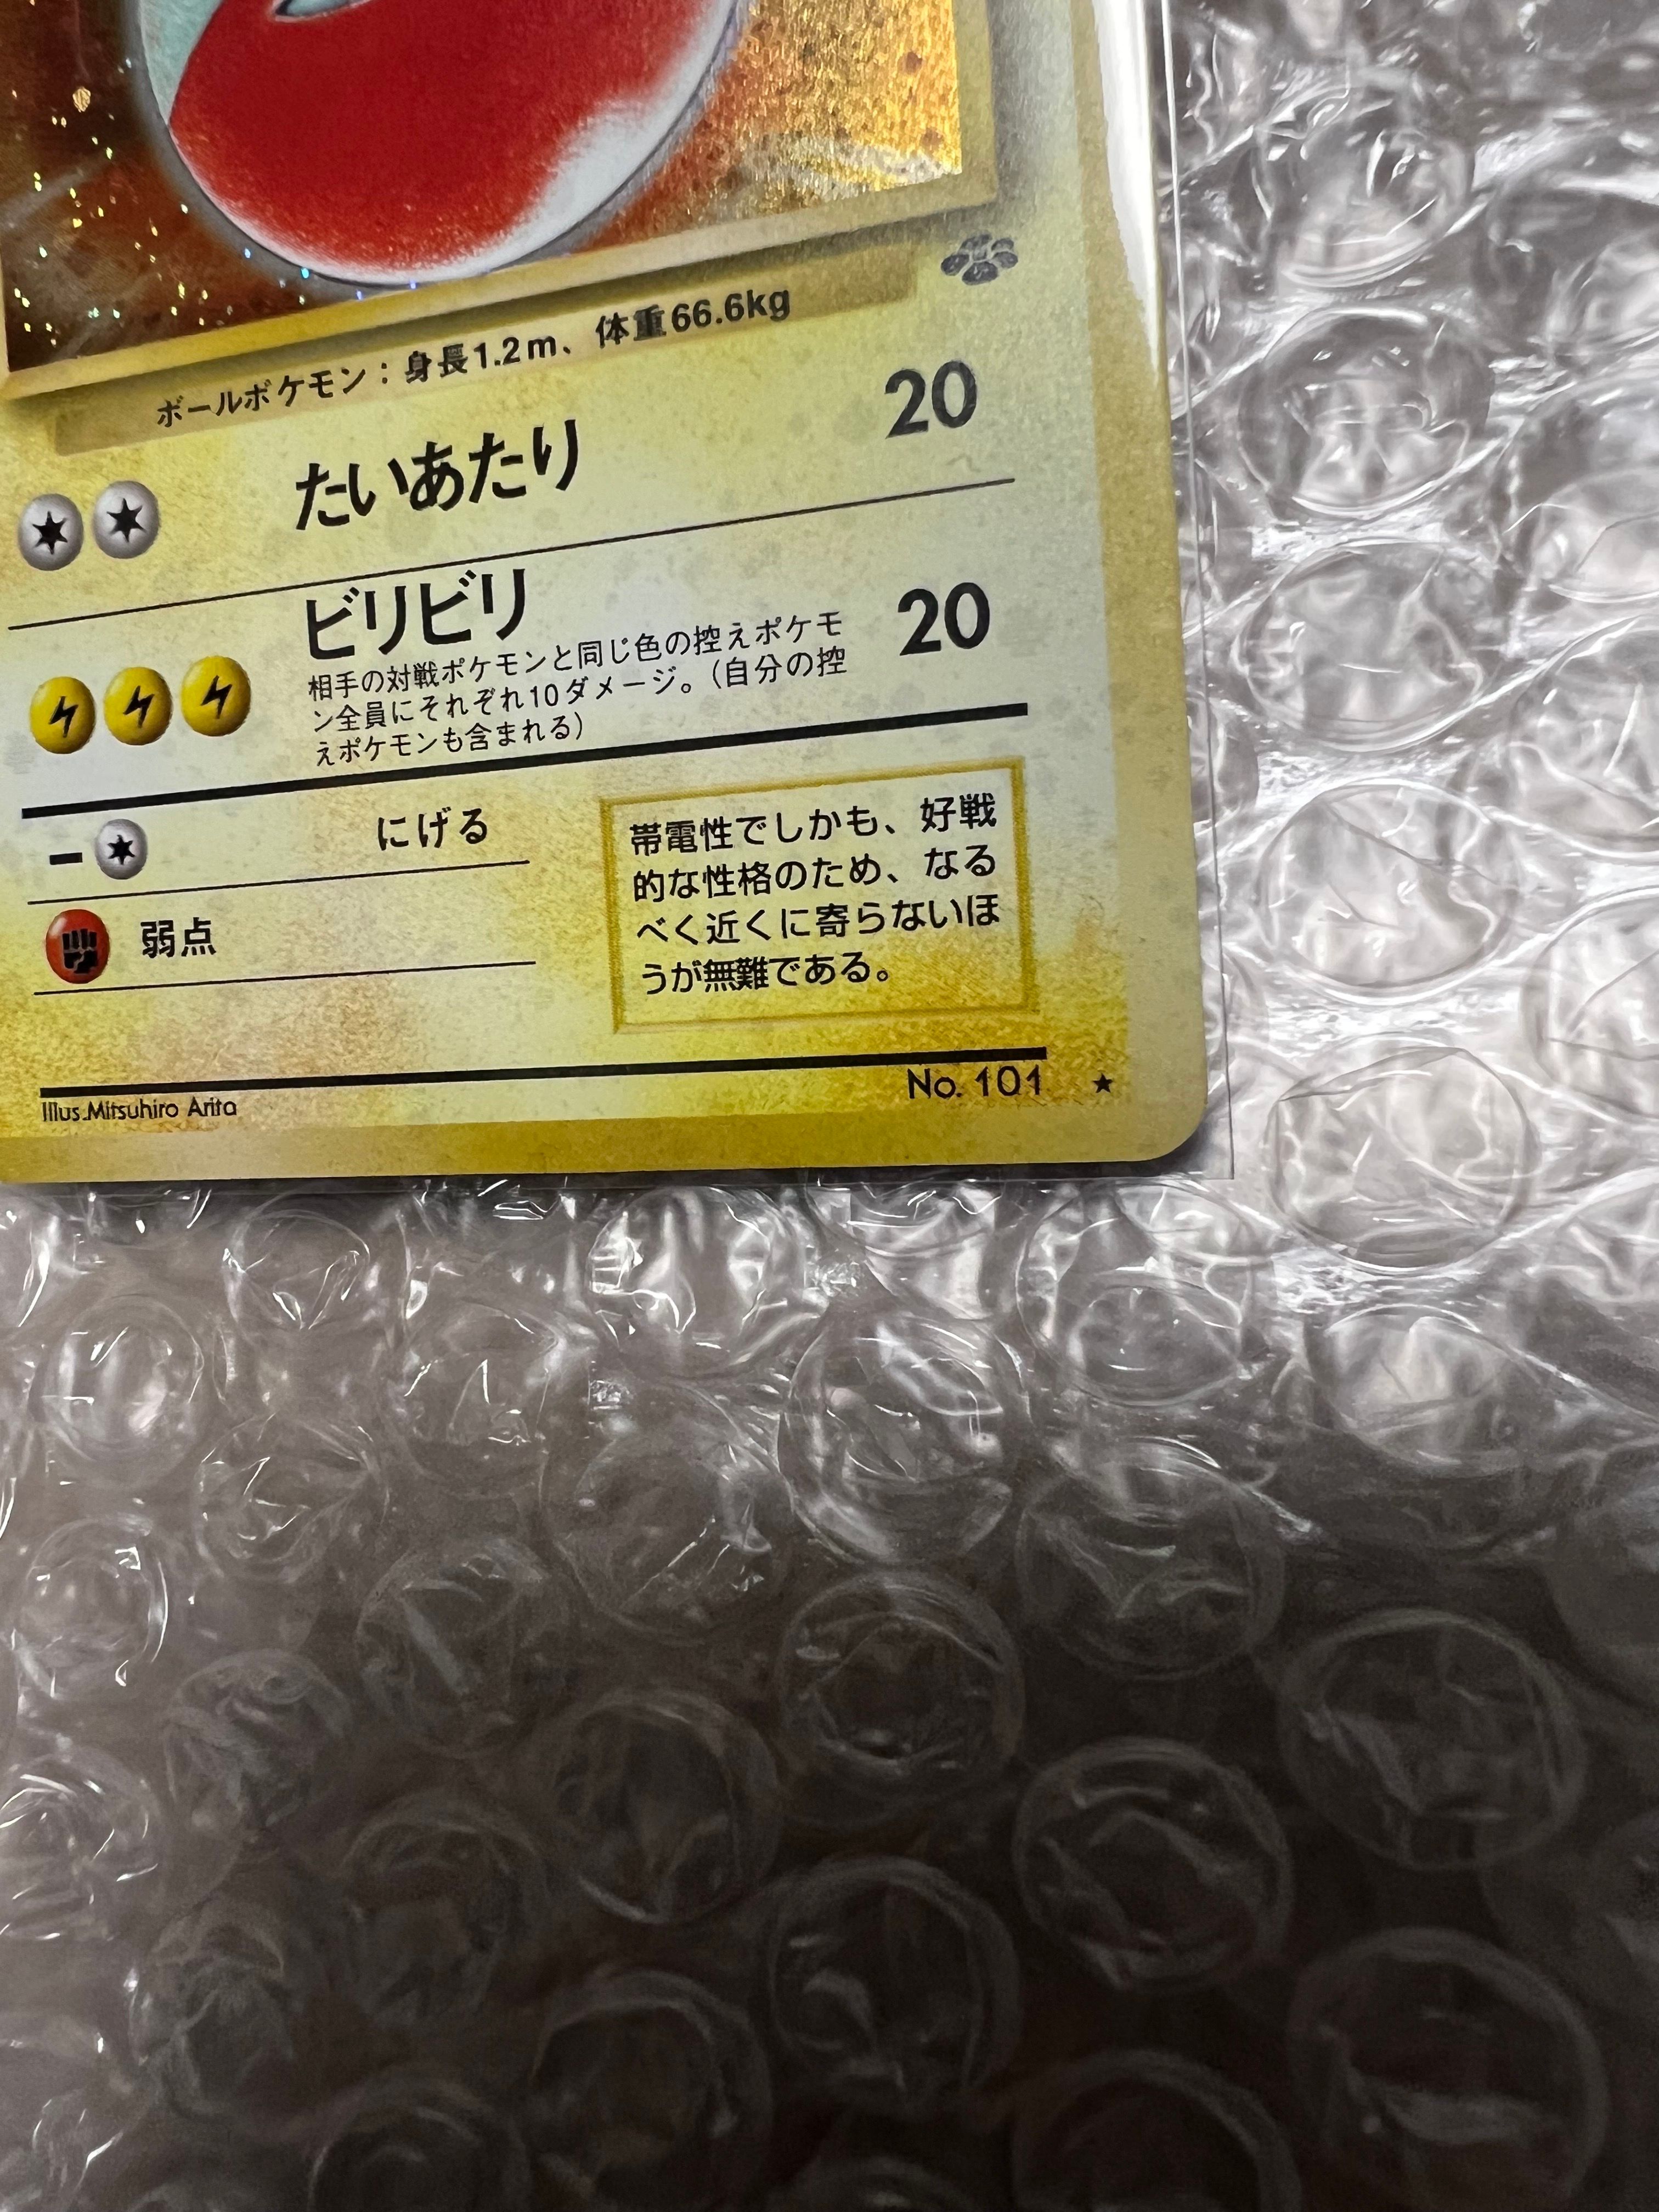 ボールポケモン：身長1.2m、体重66.6kg
たいあたり 20
ビリビリ 20
相手の対戦ポケモンと同じ色の控えポケモ
ン全員にそれぞれ10ダメージ。（自分の控
えポケモンも含まれる）
にげる
弱点
帯電性でしかも、好戦
的な性格のため、なる
べく近くに寄らないほ
うが無難である。
Illus.Mitsuhiro Arita
No. 101 ★